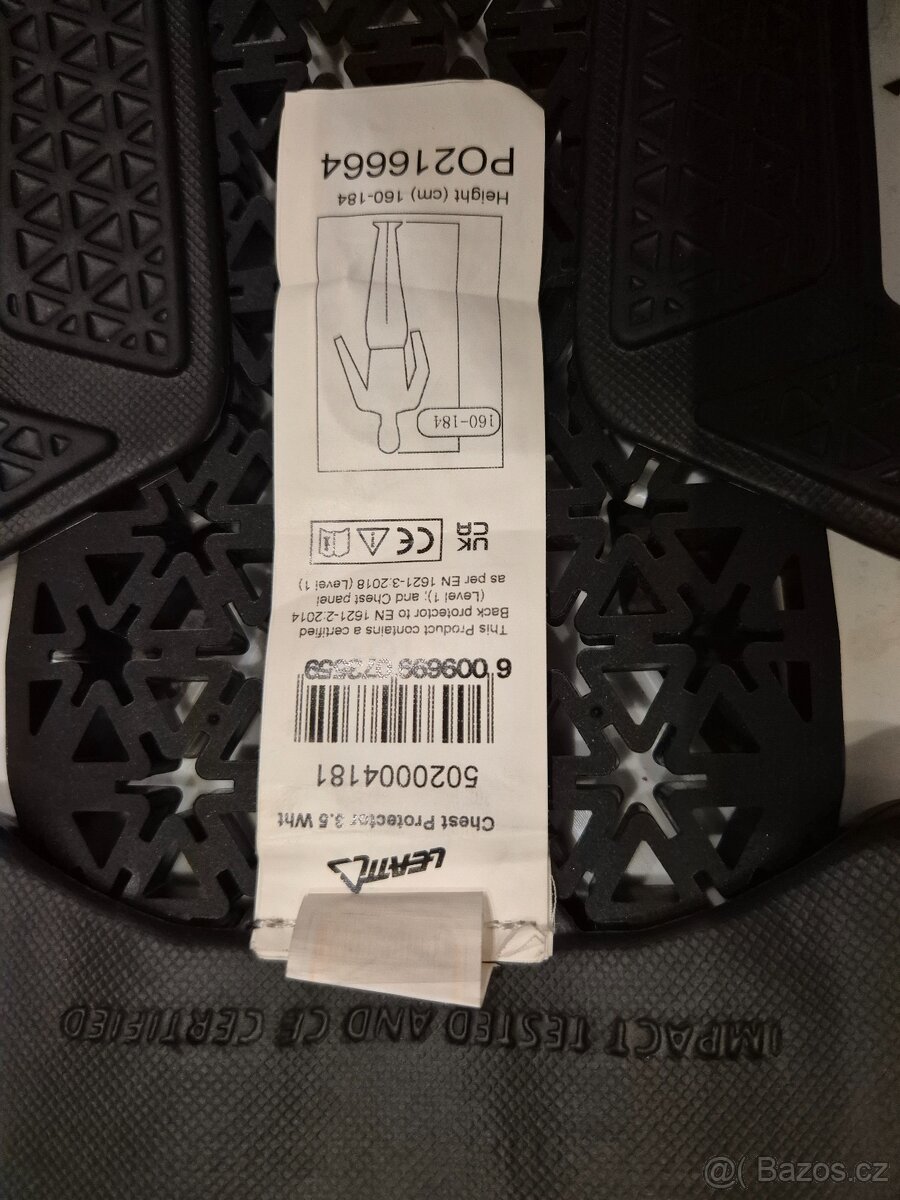 IMPACT TESTED AND CE CERTIFIED
LEATT
Chest Protector 3.5 Wht
5020004181
6 009699 073559
This Product contains a certified
Back protector to EN 1621-2:2014
(Level 1); and Chest panel
as per EN 1621-3:2018 (Level 1)
UK
CA
CE
160-184
Height (cm) 160-184
PO216664
@( Bazos.cz